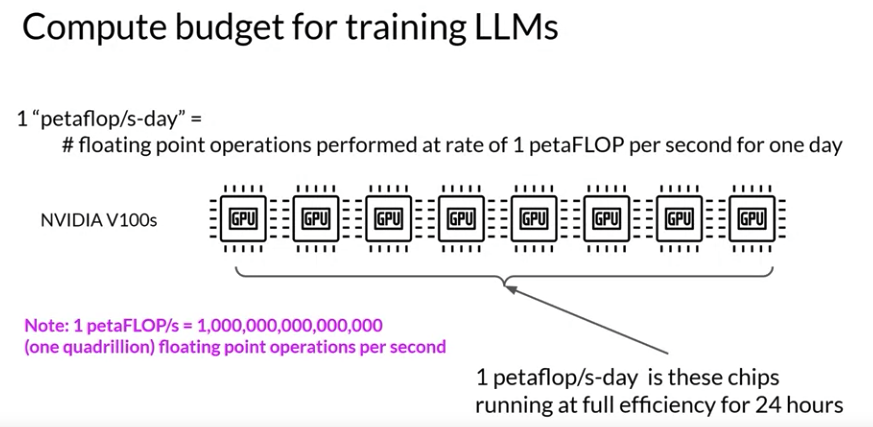 Compute budget for training LLMs
1 “petaflop/s-day” =
# floating point operations performed at rate of 1 petaFLOP per second for one day
NVIDIA V100s
GPU GPU GPU GPU GPU GPU GPU GPU
Note: 1 petaFLOP/s = 1,000,000,000,000,000
(one quadrillion) floating point operations per second
1 petaflop/s-day is these chips
running at full efficiency for 24 hours